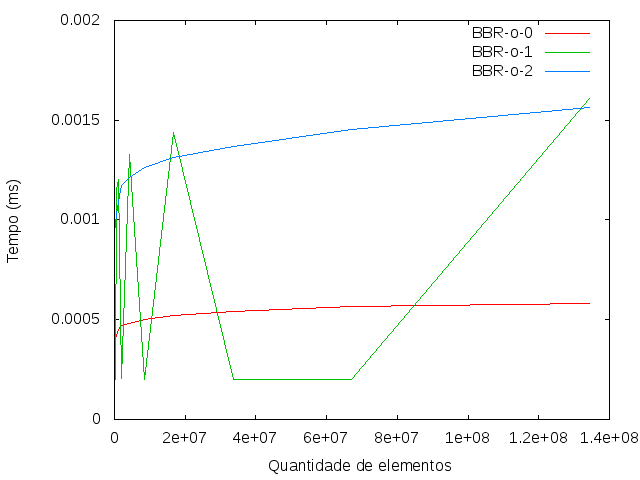 0.002
0.0015
0.001
0.0005
0
Tempo (ms)
BBR-o-0
BBR-o-1
BBR-o-2
0 2e+07 4e+07 6e+07 8e+07 1e+08 1.2e+08 1.4e+08
Quantidade de elementos